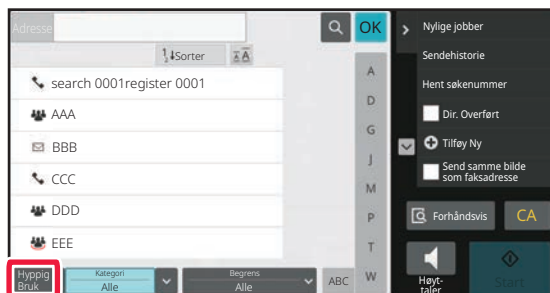 Adresse
OK
1↓Sorter
A
search 0001register 0001
AAA
BBB
CCC
DDD
EEE
A
D
G
J
M
P
T
W
Hyppig
Bruk
Kategori
Alle
Begrens
Alle
ABC
Nylige jobber
Sendehistorie
Hent søkenummer
Dir. Overført
Tilføy Ny
Send samme bilde
som faksadresse
Forhåndsvis
CA
Høyt-
taler
Start